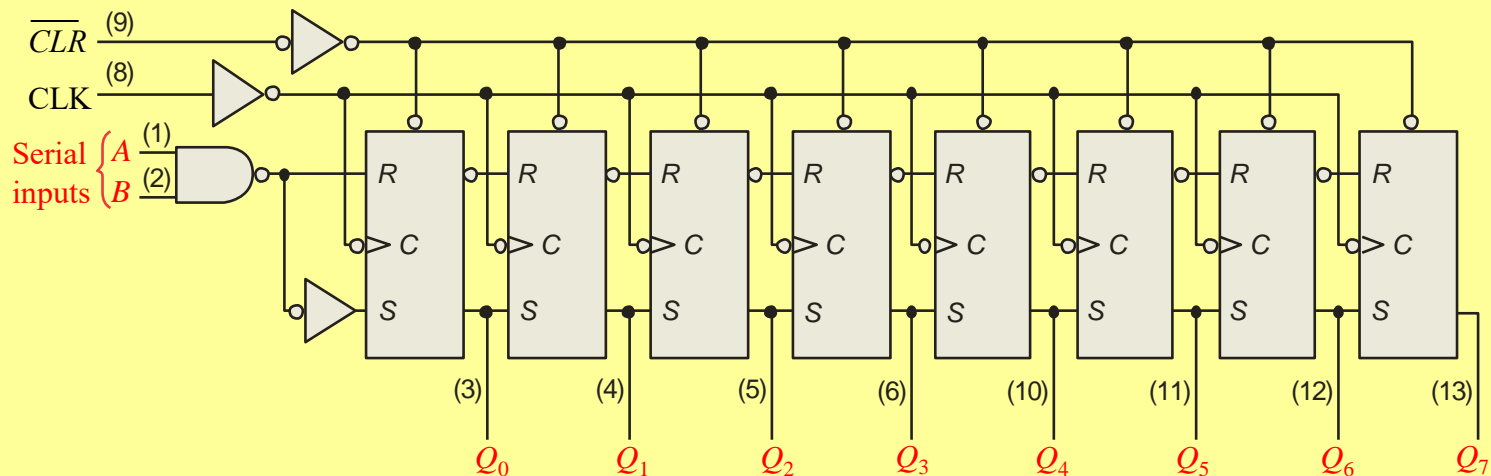 $\overline{CLR}$ (9)
CLK (8)
Serial inputs { A (1)
B (2)
R R R R R R R R
C C C C C C C C
S S S S S S S S
(3) (4) (5) (6) (10) (11) (12) (13)
Q₀ Q₁ Q₂ Q₃ Q₄ Q₅ Q₆ Q₇